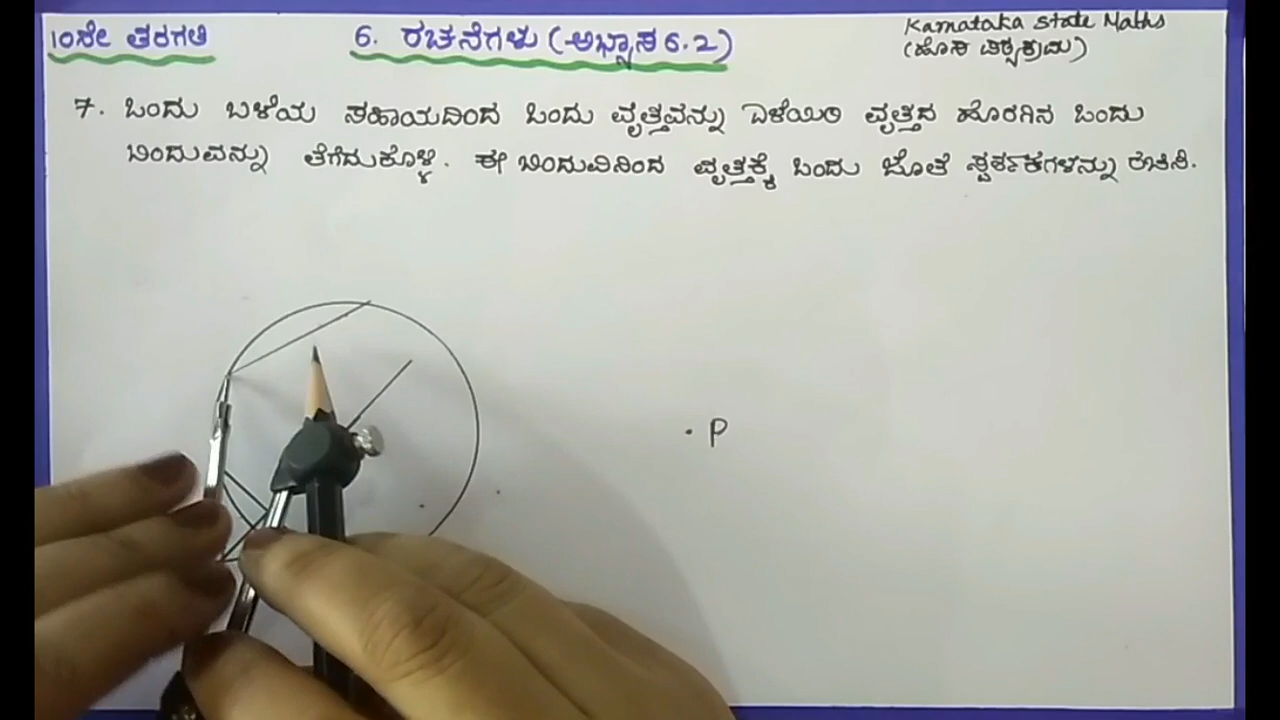 10ನೇ ತರಗತಿ
6. ರಚನೆಗಳು (ಅಭ್ಯಾಸ 6.2)
Karnataka State Maths
(ಹೊಸ ಪಠ್ಯಕ್ರಮ)
7. ಒಂದು ಬಳೆಯ ಸಹಾಯದಿಂದ ಒಂದು ವೃತ್ತವನ್ನು ಎಳೆಯಿರಿ ವೃತ್ತದ ಹೊರಗಿನ ಒಂದು
ಬಿಂದುವನ್ನು ತೆಗೆದುಕೊಳ್ಳಿ. ಈ ಬಿಂದುವಿನಿಂದ ವೃತ್ತಕ್ಕೆ ಒಂದು ಜೊತೆ ಸ್ಪರ್ಶಕಗಳನ್ನು ರಚಿಸಿ.
P